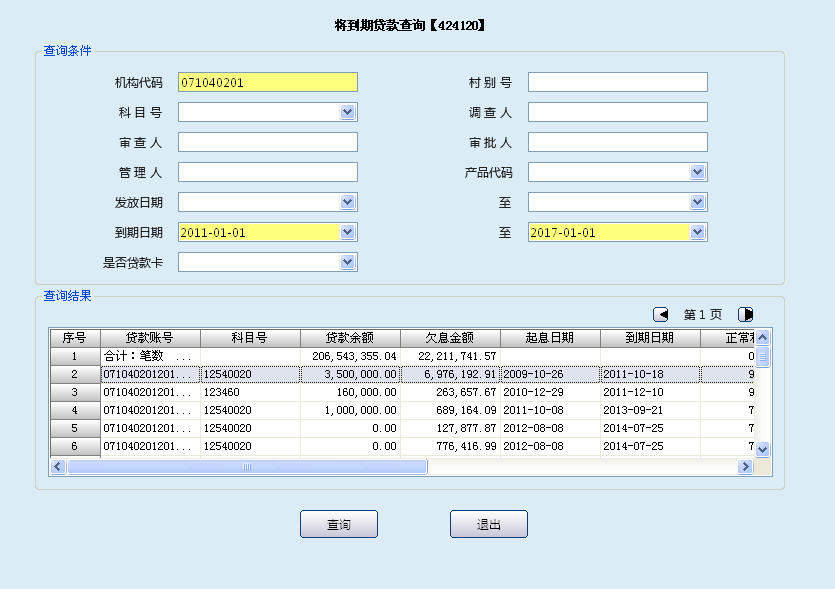 将到期贷款查询【424120】
查询条件
机构代码 071040201 村 别 号
科 目 号 调 查 人
审 查 人 审 批 人
管 理 人 产品代码
发放日期 至
到期日期 2011-01-01 至 2017-01-01
是否贷款卡
查询结果
第 1 页
序号 贷款账号 科目号 贷款余额 欠息金额 起息日期 到期日期 正常
1 合计：笔数 ... 206,543,355.04 22,211,741.57 0
2 071040201201... 12540020 3,500,000.00 6,976,192.91 2009-10-26 2011-10-18 9
3 071040201201... 123460 160,000.00 263,657.67 2010-12-29 2011-12-10 9
4 071040201201... 12540020 1,000,000.00 689,164.09 2011-10-08 2013-09-21 7
5 071040201201... 12540020 0.00 127,877.87 2012-08-08 2014-07-25 7
6 071040201201... 12540020 0.00 776,416.99 2012-08-08 2014-07-25 7
查询 退出